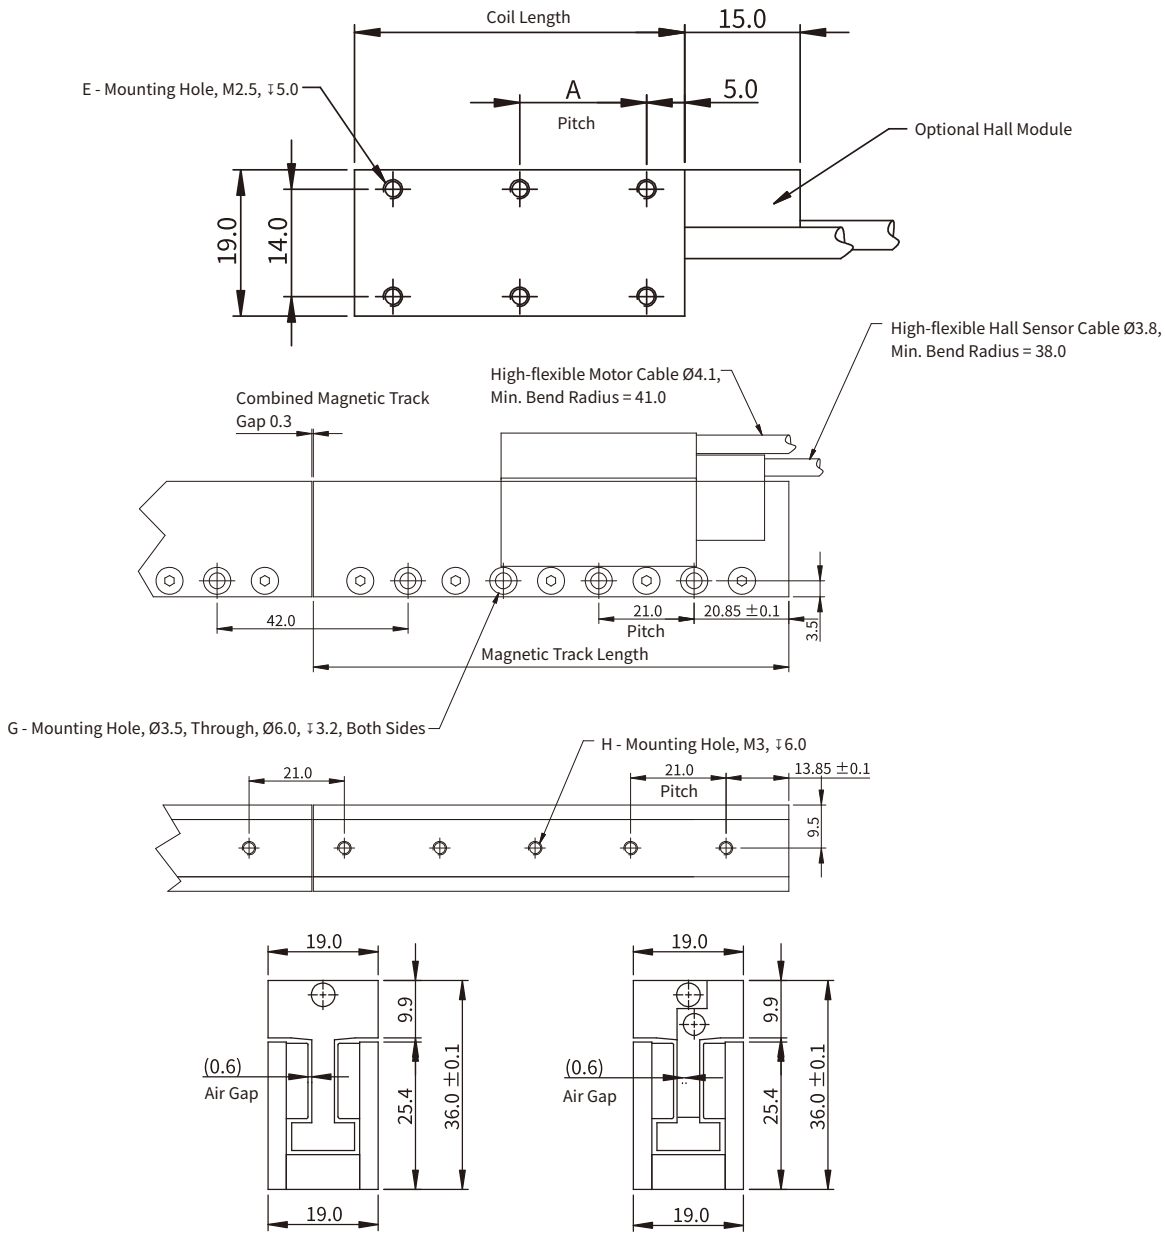 Coil Length
15.0
E - Mounting Hole, M2.5, ↧5.0
A
5.0
Pitch
Optional Hall Module
19.0
14.0
High-flexible Hall Sensor Cable Ø3.8,
Min. Bend Radius = 38.0
High-flexible Motor Cable Ø4.1,
Min. Bend Radius = 41.0
Combined Magnetic Track
Gap 0.3
42.0
21.0
20.85 ±0.1
Pitch
3.5
Magnetic Track Length
G - Mounting Hole, Ø3.5, Through, Ø6.0, ↧3.2, Both Sides
H - Mounting Hole, M3, ↧6.0
21.0
21.0
13.85 ±0.1
Pitch
9.5
19.0
9.9
(0.6)
Air Gap
25.4
36.0 ±0.1
19.0
19.0
9.9
(0.6)
Air Gap
25.4
36.0 ±0.1
19.0